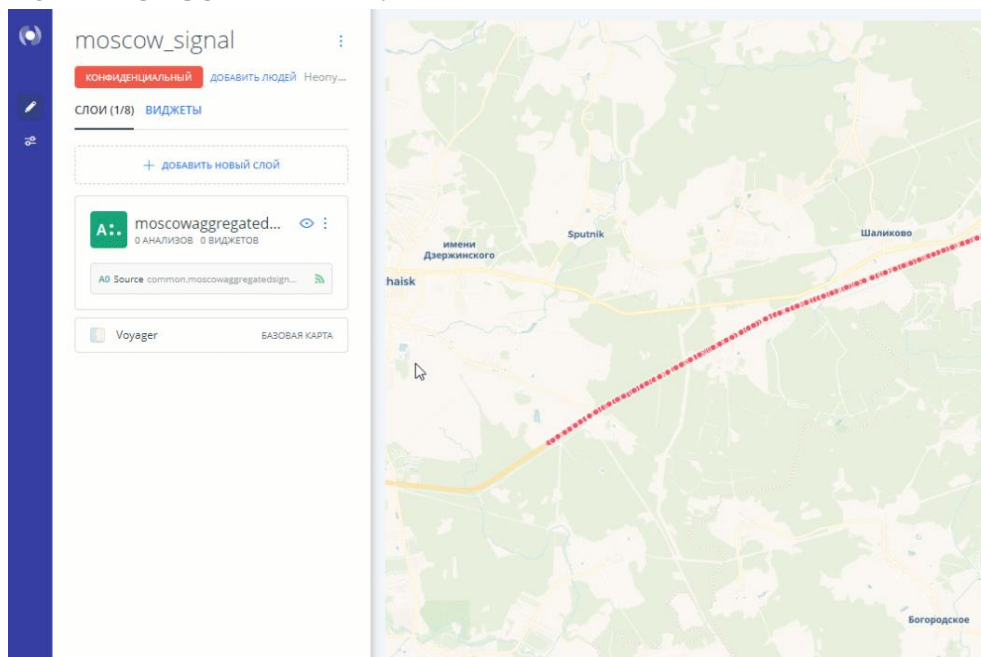 moscow_signal
КОНФИДЕНЦИАЛЬНЫЙ ДОБАВИТЬ ЛЮДЕЙ Неопу...
СЛОИ (1/8) ВИДЖЕТЫ
+ ДОБАВИТЬ НОВЫЙ СЛОЙ
A:. moscowaggregated...
0 АНАЛИЗОВ 0 ВИДЖЕТОВ
A0 Source common.moscowaggregatedsign...
Voyager БАЗОВАЯ КАРТА
имени
Дзержинского
Sputnik
Шаликово
haisk
Богородское